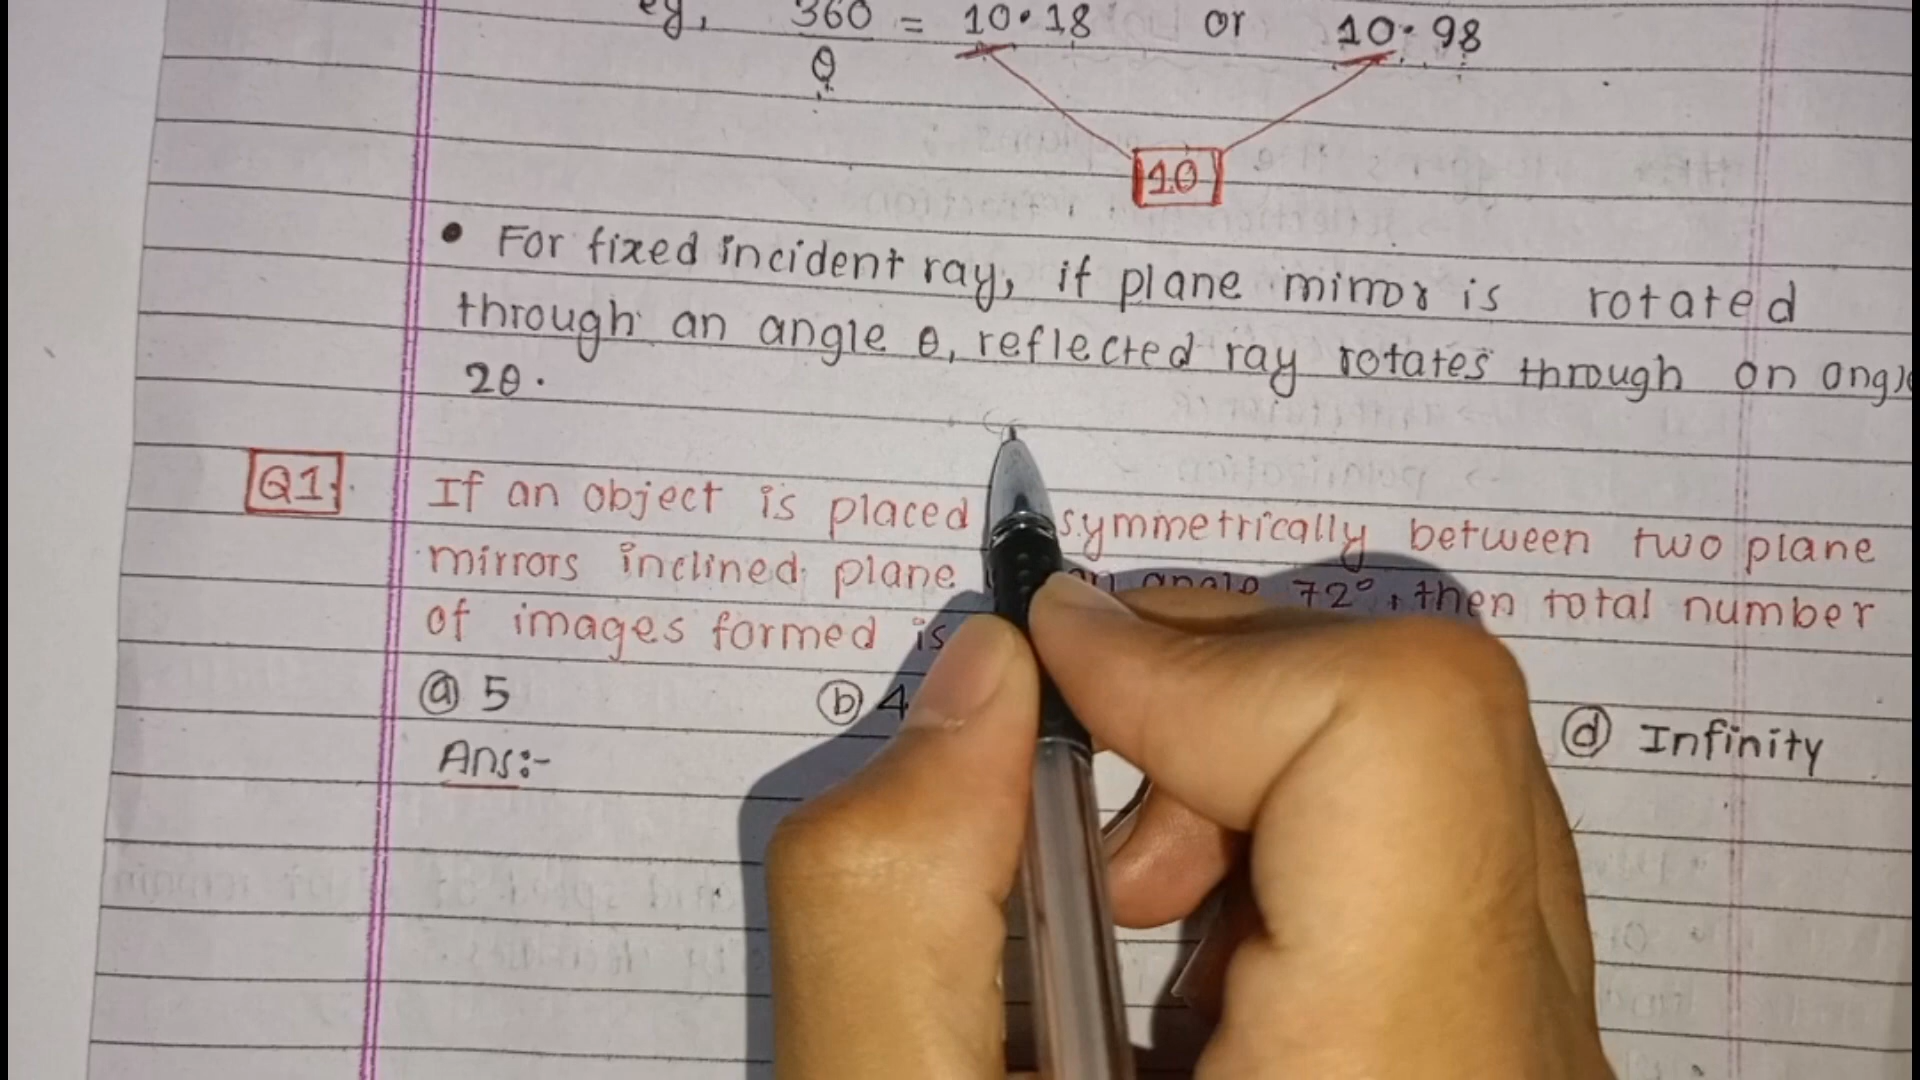 eg, 360 = 10.18 or 10.98
θ
10
• For fixed incident ray, if plane mirror is rotated
through an angle θ, reflected ray rotates through an angle
2θ.
Q1. If an object is placed symmetrically between two plane
mirrors inclined plane an angle 72°, then total number
of images formed is
ⓐ 5 ⓑ 4 ⓓ Infinity
Ans:-